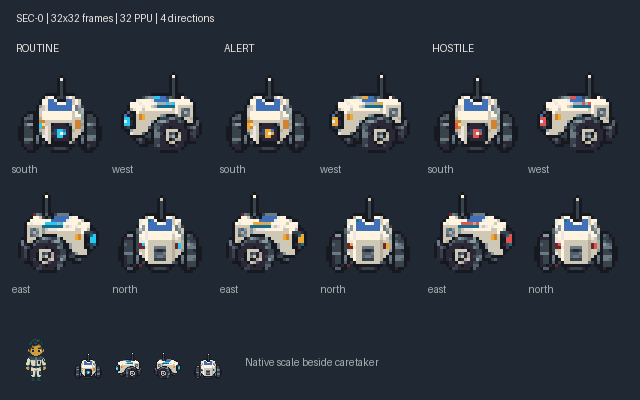 SEC-0 | 32x32 frames | 32 PPU | 4 directions
ROUTINE ALERT HOSTILE
south west south west south west
east north east north east north
Native scale beside caretaker